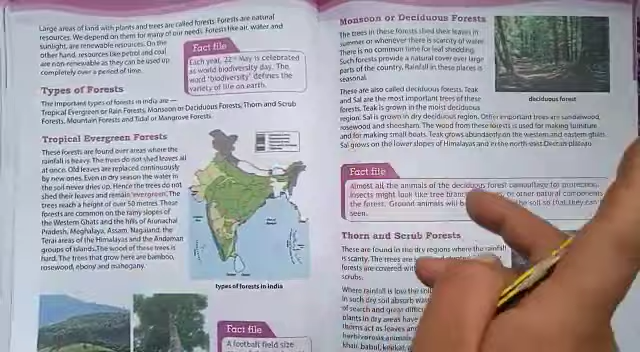 Large areas of land with plants and trees are called forests. Forests are natural
resources. We depend on them for many of our needs. Forests like air, water and
sunlight, are renewable resources. On the
other hand, resources like petrol and coal
are non-renewable as they can be used up
completely over a period of time.
Fact file
Each year, 22nd May is celebrated
as world biodiversity day. The
word "biodiversity" defines the
variety of life on earth.
Types of Forests
The important types of forests in India are —
Tropical Evergreen or Rain Forests, Monsoon or Deciduous Forests, Thorn and Scrub
Forests, Mountain Forests and Tidal or Mangrove Forests.
Tropical Evergreen Forests
These forests are found over areas where the
rainfall is heavy. The trees do not shed leaves all
at once. Old leaves are replaced continuously
by new ones. Even in dry season the water in
the soil never dries up. Hence the trees do not
shed their leaves and remain 'evergreen'. The
trees reach a height of over 50 metres. These
forests are common on the rainy slopes of
the Western Ghats and the hills of Arunachal
Pradesh, Meghalaya, Assam, Nagaland, the
Terai areas of the Himalayas and the Andaman
groups of islands. The wood of these trees is
hard. The trees that grow here are bamboo,
rosewood, ebony and mahogany.
types of forests in India
Fact file
A football field size
Monsoon or Deciduous Forests
The trees in these forests shed their leaves in
summer or whenever there is scarcity of water.
There is no common time for leaf shedding.
Such forests provide a natural cover over large
parts of the country. Rainfall in these places is
seasonal.
deciduous forest
These are also called deciduous forests. Teak
and Sal are the most important trees of these
forests. Teak is grown in the moist deciduous
region. Sal is grown in dry deciduous region. Other important trees are sandalwood,
rosewood and sheesham. The wood from these forests is used for making furniture
and for making small boats. Teak grows abundantly on the western and eastern ghats.
Sal grows on the lower slopes of Himalayas and in the north-east Deccan plateau.
Fact file
Almost all the animals of the deciduous forest camouflage for protection.
Insects might look like tree or other natural components
the forest. Ground animals will the soil so that they can
seen.
Thorn and Scrub Forests
These are found in the dry regions where the rainfall
is scanty. The trees are
forests are covered with
scrubs.
Where rainfall is low the soil
in such dry soil absorb
of search and great
plants in dry areas have
thorns act as leaves and
herbivorous animals
khair, babul,